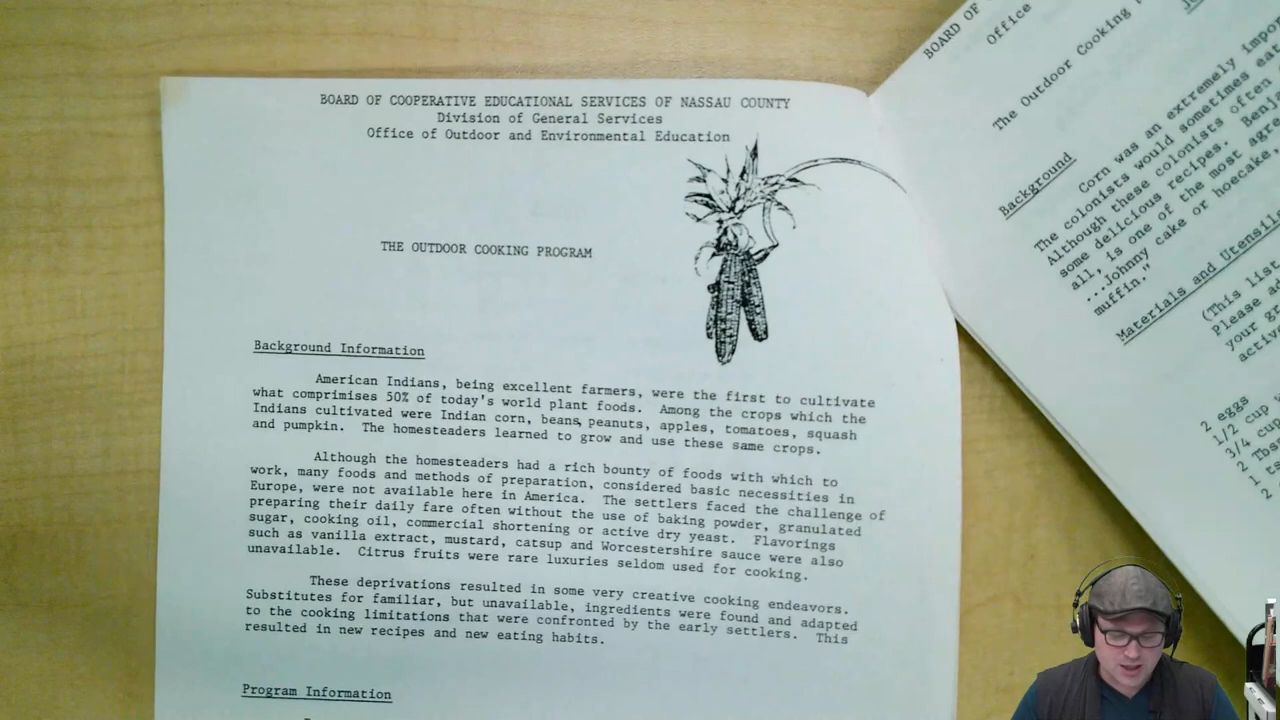 BOARD OF COOPERATIVE EDUCATIONAL SERVICES OF NASSAU COUNTY
Division of General Services
Office of Outdoor and Environmental Education
THE OUTDOOR COOKING PROGRAM
Background Information
American Indians, being excellent farmers, were the first to cultivate
what comprimises 50% of today's world plant foods. Among the crops which the
Indians cultivated were Indian corn, beans, peanuts, apples, tomatoes, squash
and pumpkin. The homesteaders learned to grow and use these same crops.
Although the homesteaders had a rich bounty of foods with which to
work, many foods and methods of preparation, considered basic necessities in
Europe, were not available here in America. The settlers faced the challenge of
preparing their daily fare often without the use of baking powder, granulated
sugar, cooking oil, commercial shortening or active dry yeast. Flavorings
such as vanilla extract, mustard, catsup and Worcestershire sauce were also
unavailable. Citrus fruits were rare luxuries seldom used for cooking.
These deprivations resulted in some very creative cooking endeavors.
Substitutes for familiar, but unavailable, ingredients were found and adapted
to the cooking limitations that were confronted by the early settlers. This
resulted in new recipes and new eating habits.
Program Information
BOARD OF
Office
The Outdoor Cooking
Background
Corn was an extremely
The colonists would sometimes
Although these colonists often
some delicious recipes.
all, is one of the most
...Johnny cake or hoecake,
muffin."
Materials and
(This list
Please
your
2 eggs
1/2 cup
3/4 cup
2
1
2